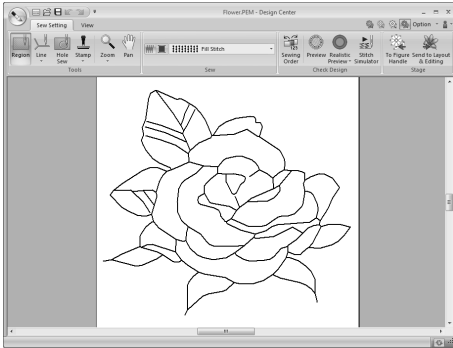 Flower.PEM - Design Center
Sew Setting View
Option
Region Line Hole Sew Stamp Zoom Pan
Fill Stitch
Sewing Order Preview Realistic Preview Stitch Simulator To Figure Handle Send to Layout & Editing
Tools Sew Check Design Stage